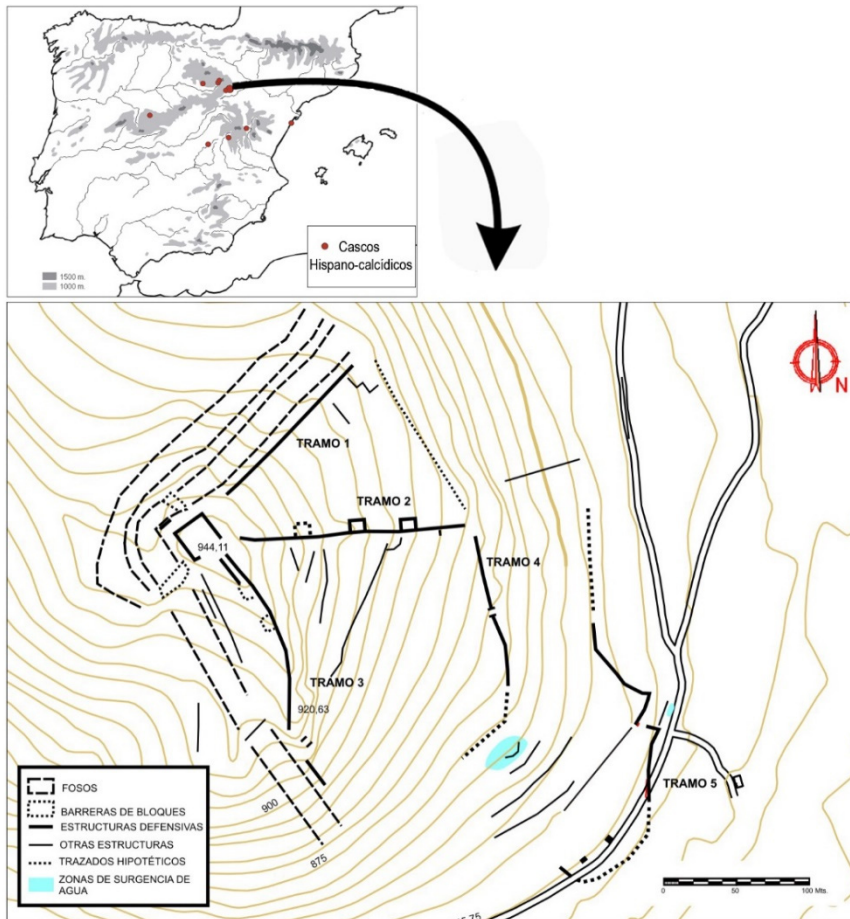 Cascos
Hispano-calcídicos
1500 m.
1000 m.
N
TRAMO 1
TRAMO 2
944,11
TRAMO 4
TRAMO 3
920,63
TRAMO 5
900
875
FOSOS
BARRERAS DE BLOQUES
ESTRUCTURAS DEFENSIVAS
OTRAS ESTRUCTURAS
TRAZADOS HIPOTÉTICOS
ZONAS DE SURGENCIA DE
AGUA
0 50 100 Mts.